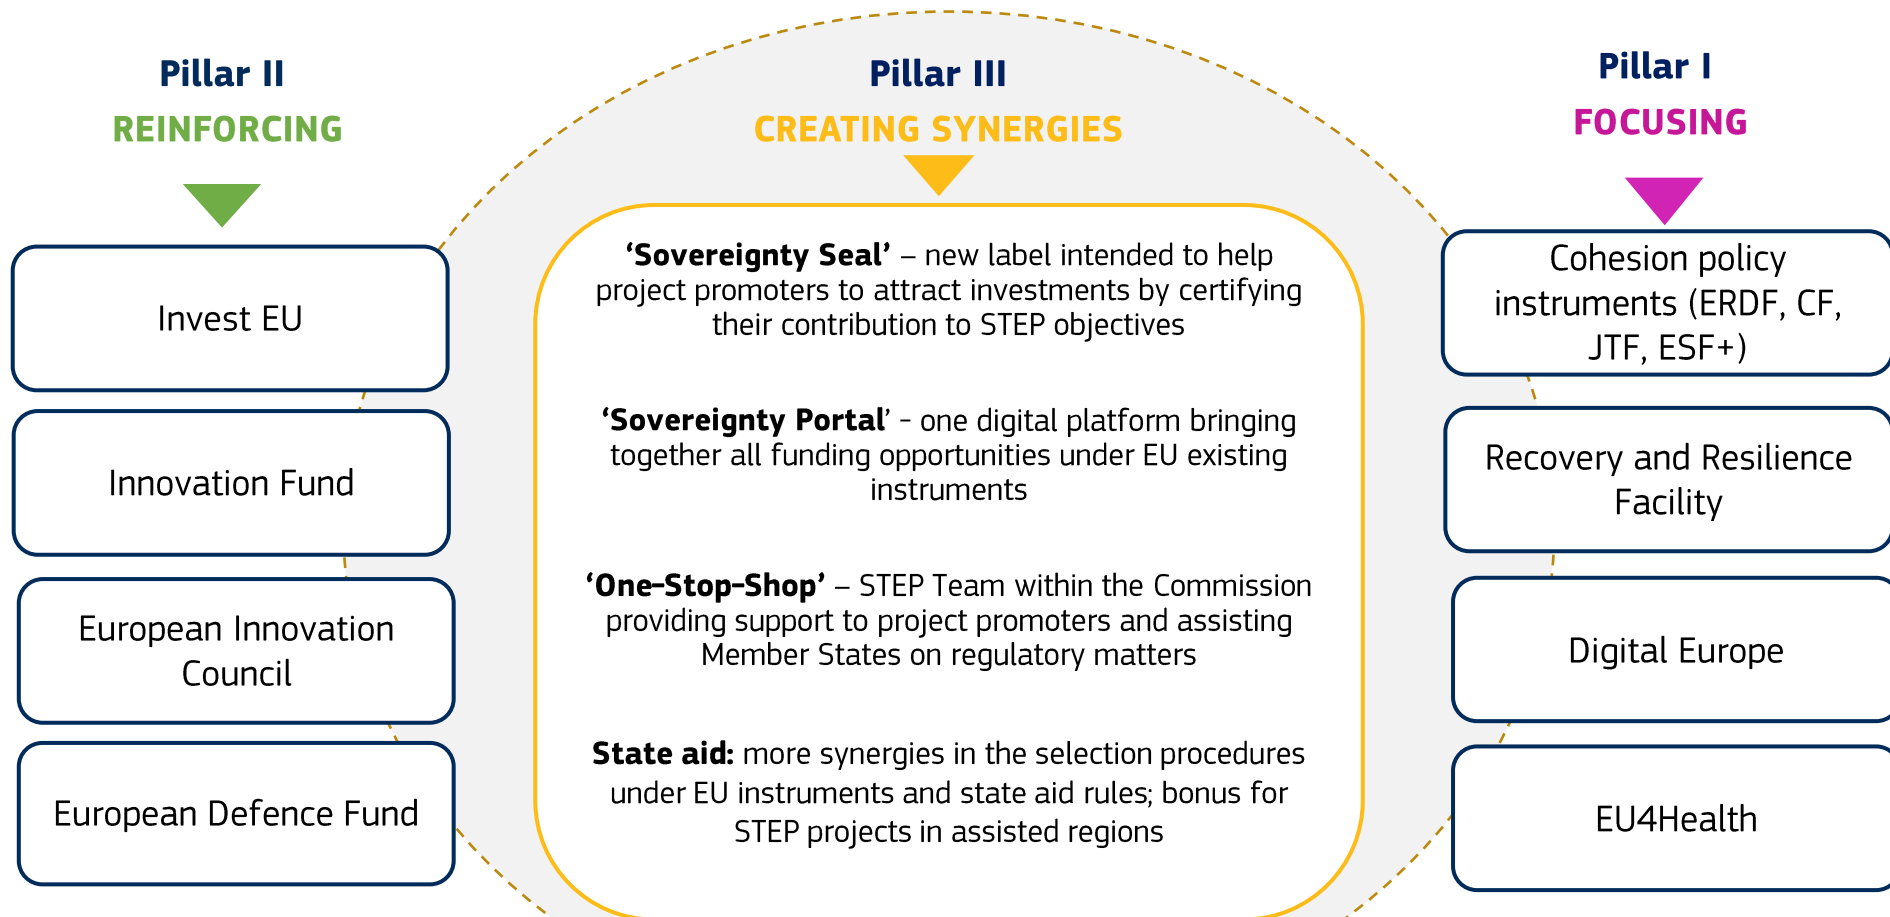 Pillar II
REINFORCING
Invest EU
Innovation Fund
European Innovation
Council
European Defence Fund
Pillar III
CREATING SYNERGIES
‘Sovereignty Seal’ – new label intended to help
project promoters to attract investments by certifying
their contribution to STEP objectives
‘Sovereignty Portal’ - one digital platform bringing
together all funding opportunities under EU existing
instruments
‘One-Stop-Shop’ – STEP Team within the Commission
providing support to project promoters and assisting
Member States on regulatory matters
State aid: more synergies in the selection procedures
under EU instruments and state aid rules; bonus for
STEP projects in assisted regions
Pillar I
FOCUSING
Cohesion policy
instruments (ERDF, CF,
JTF, ESF+)
Recovery and Resilience
Facility
Digital Europe
EU4Health